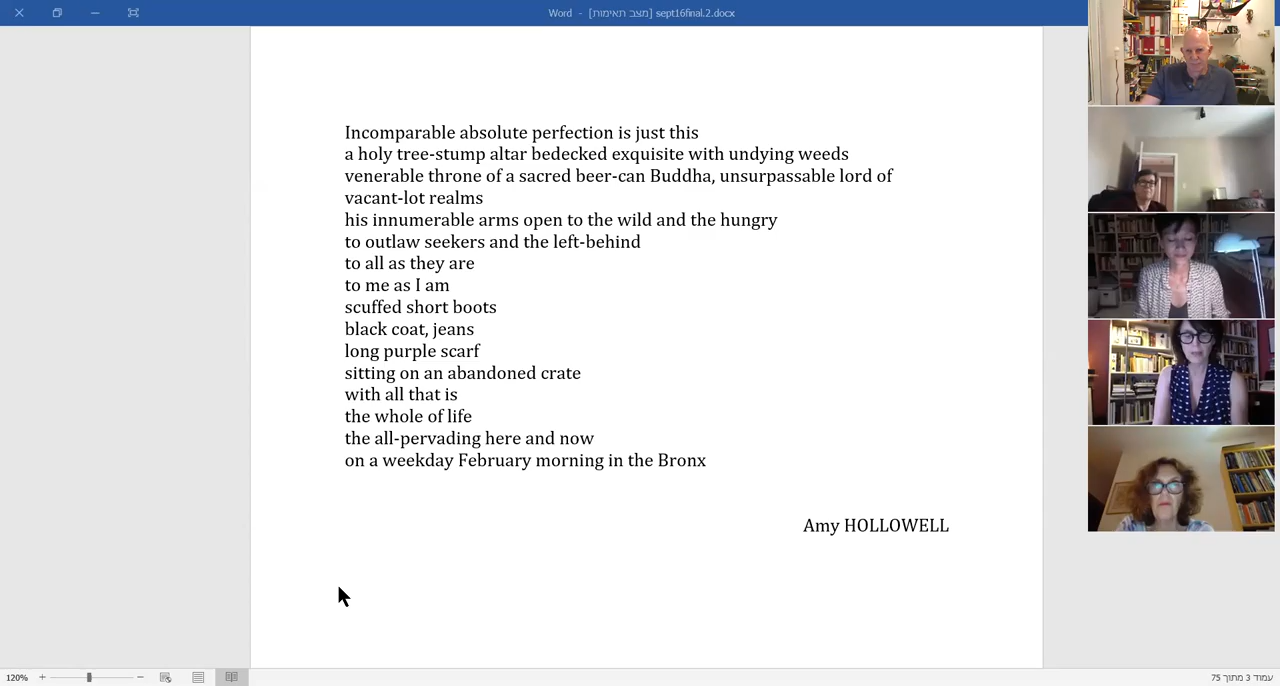 sept16final.2.docx [מצב תאימות] - Word
Incomparable absolute perfection is just this
a holy tree-stump altar bedecked exquisite with undying weeds
venerable throne of a sacred beer-can Buddha, unsurpassable lord of
vacant-lot realms
his innumerable arms open to the wild and the hungry
to outlaw seekers and the left-behind
to all as they are
to me as I am
scuffed short boots
black coat, jeans
long purple scarf
sitting on an abandoned crate
with all that is
the whole of life
the all-pervading here and now
on a weekday February morning in the Bronx
Amy HOLLOWELL
120%
עמוד 3 מתוך 75